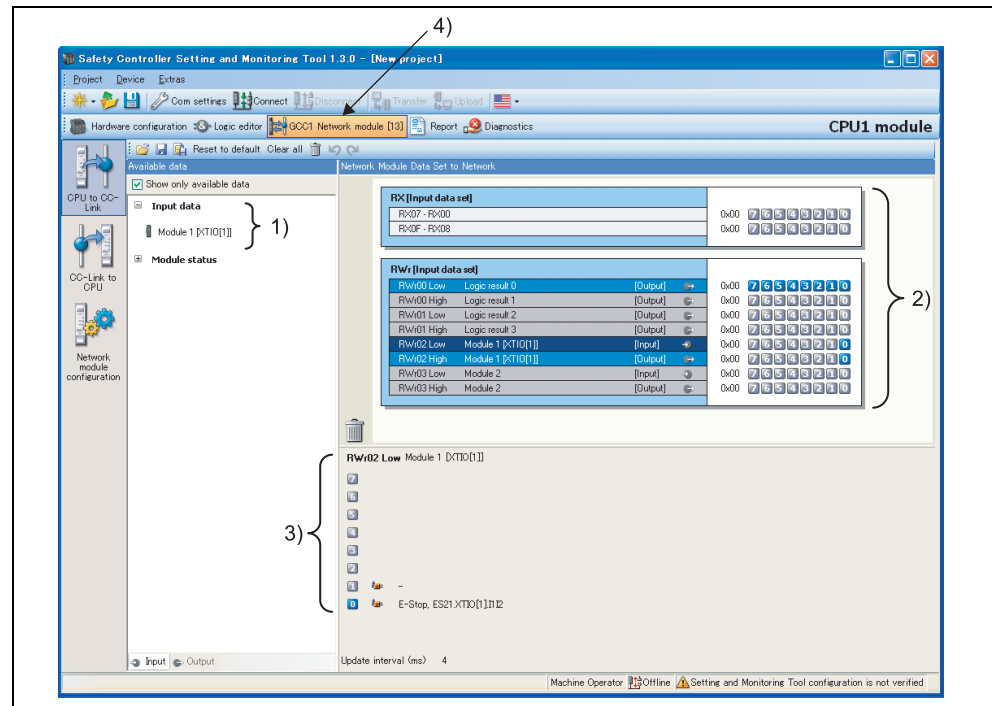 4)
Safety Controller Setting and Monitoring Tool 1.3.0 - [New project]
Project Device Extras
Com settings Connect Disconnect Transfer Upload
Hardware configuration Logic editor GCC1 Network module [13] Report Diagnostics CPU1 module
Reset to default Clear all
Available data
Network Module Data Set to Network
Show only available data
CPU to CC-Link
Input data
Module 1 [XTIO[1]]
1)
Module status
CC-Link to CPU
Network module configuration
RX [Input data set]
RX07 - RX00 0x00 7 6 5 4 3 2 1 0
RX0F - RX08 0x00 7 6 5 4 3 2 1 0
RWr [Input data set]
RWr00 Low Logic result 0 [Output] 0x00 7 6 5 4 3 2 1 0
RWr00 High Logic result 1 [Output] 0x00 7 6 5 4 3 2 1 0
RWr01 Low Logic result 2 [Output] 0x00 7 6 5 4 3 2 1 0
RWr01 High Logic result 3 [Output] 0x00 7 6 5 4 3 2 1 0
RWr02 Low Module 1 [XTIO[1]] [Input] 0x00 7 6 5 4 3 2 1 0
RWr02 High Module 1 [XTIO[1]] [Output] 0x00 7 6 5 4 3 2 1 0
RWr03 Low Module 2 [Input] 0x00 7 6 5 4 3 2 1 0
RWr03 High Module 2 [Output] 0x00 7 6 5 4 3 2 1 0
2)
RWr02 Low Module 1 [XTIO[1]]
3)
7
6
5
4
3
2
1 -
0 E-Stop, ES21.XTIO[1].I1I2
Input Output
Update interval (ms) 4
Machine Operator Offline Setting and Monitoring Tool configuration is not verified